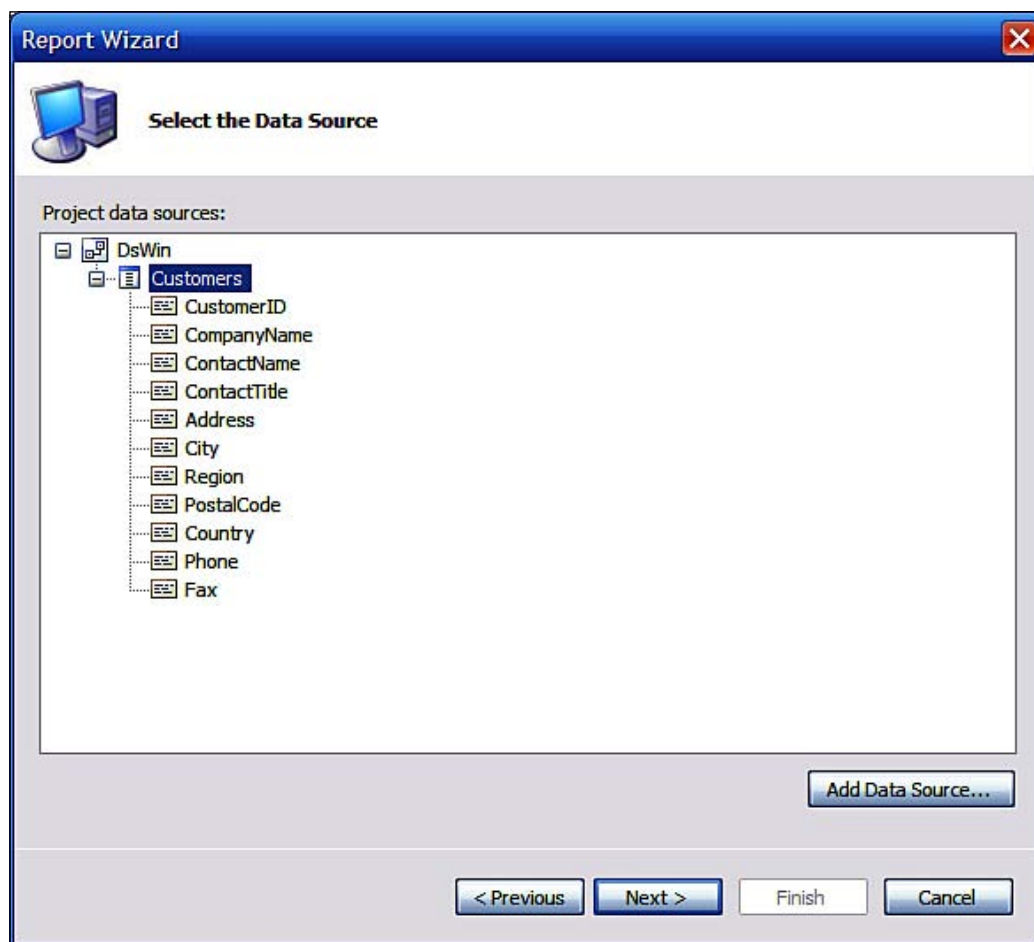 Report Wizard
Select the Data Source
Project data sources:
DsWin
Customers
CustomerID
CompanyName
ContactName
ContactTitle
Address
City
Region
PostalCode
Country
Phone
Fax
Add Data Source...
< Previous Next > Finish Cancel